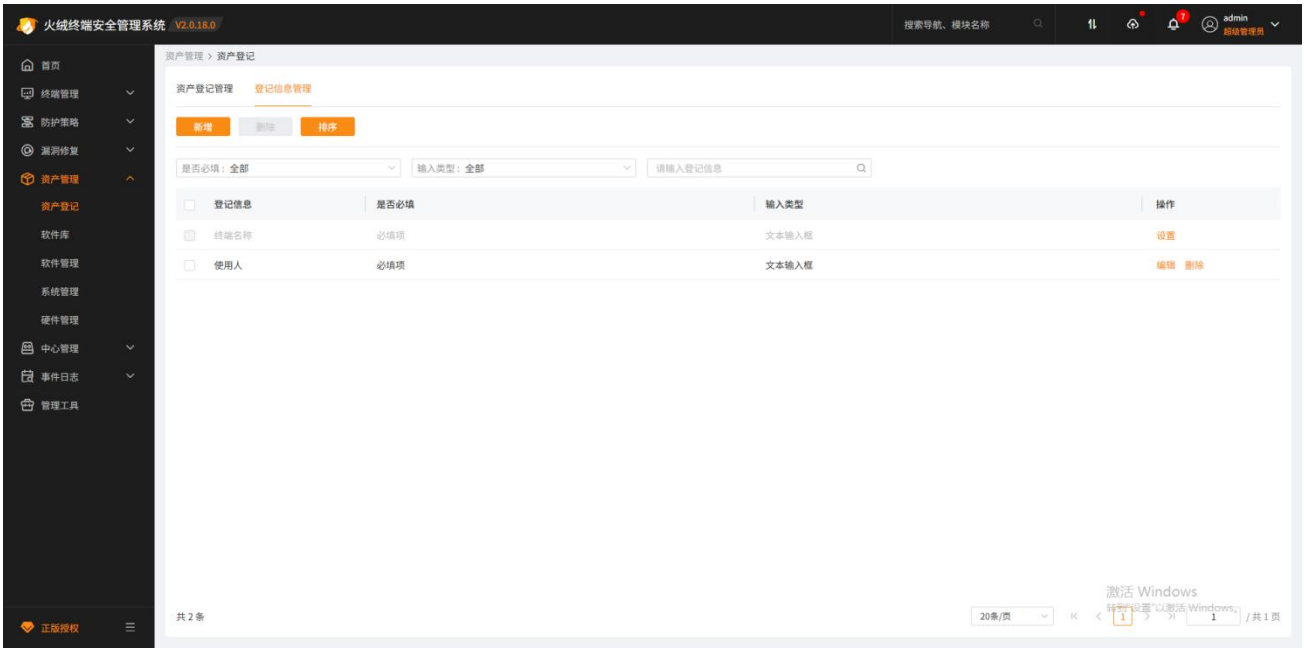 火绒终端安全管理系统 V2.0.18.0 搜索导航、模块名称 7 admin
超级管理员
首页
终端管理
防护策略
漏洞修复
资产管理
资产登记
软件库
软件管理
系统管理
硬件管理
中心管理
事件日志
管理工具
正版授权
资产管理 > 资产登记
资产登记管理 登记信息管理
新增 删除 排序
是否必填: 全部 输入类型: 全部 请输入登记信息
登记信息 是否必填 输入类型 操作
终端名称 必填项 文本输入框 设置
使用人 必填项 文本输入框 编辑 删除
激活 Windows
转到"设置"以激活 Windows。
共 2 条 20条/页 1 1 / 共 1 页